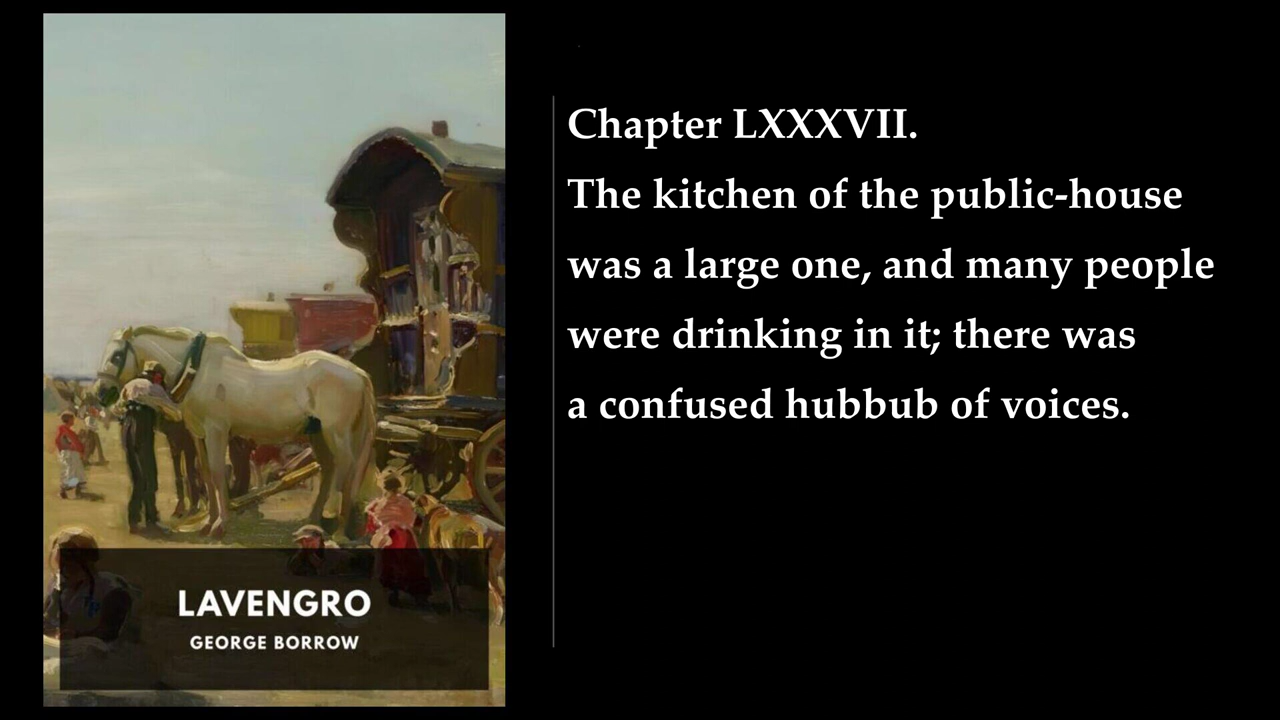 Chapter LXXXVII.
The kitchen of the public-house
was a large one, and many people
were drinking in it; there was
a confused hubbub of voices.
LAVENGRO
GEORGE BORROW